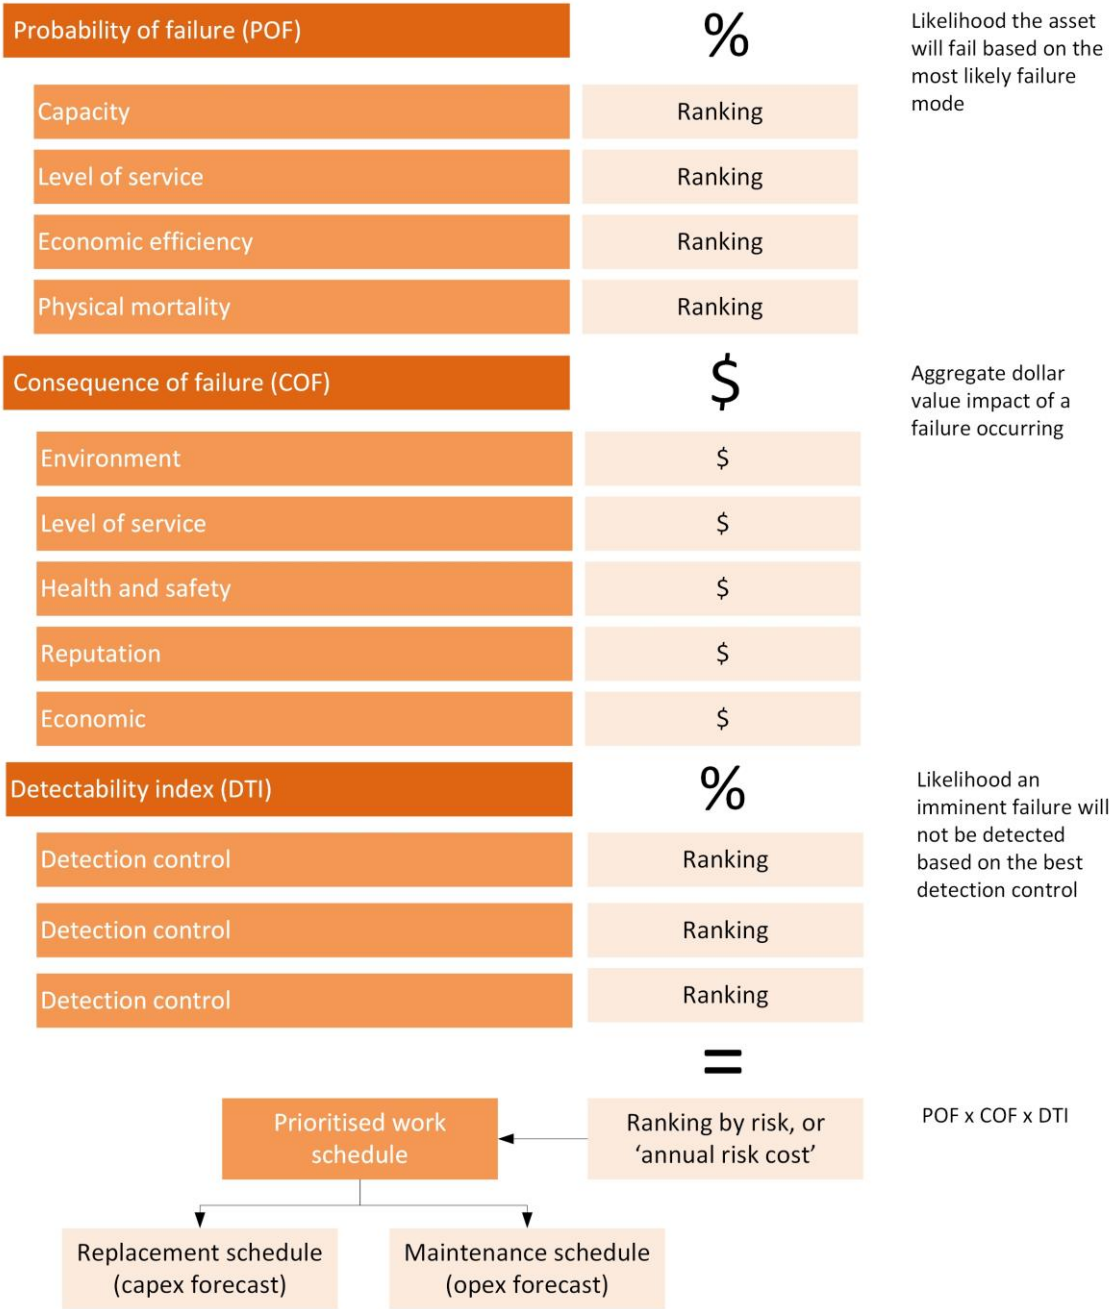 Probability of failure (POF)
%
Likelihood the asset
will fail based on the
most likely failure
mode
Capacity
Ranking
Level of service
Ranking
Economic efficiency
Ranking
Physical mortality
Ranking
Consequence of failure (COF)
$
Aggregate dollar
value impact of a
failure occurring
Environment
$
Level of service
$
Health and safety
$
Reputation
$
Economic
$
Detectability index (DTI)
%
Likelihood an
imminent failure will
not be detected
based on the best
detection control
Detection control
Ranking
Detection control
Ranking
Detection control
Ranking
=
Prioritised work
schedule
Ranking by risk, or
‘annual risk cost’
POF x COF x DTI
Replacement schedule
(capex forecast)
Maintenance schedule
(opex forecast)